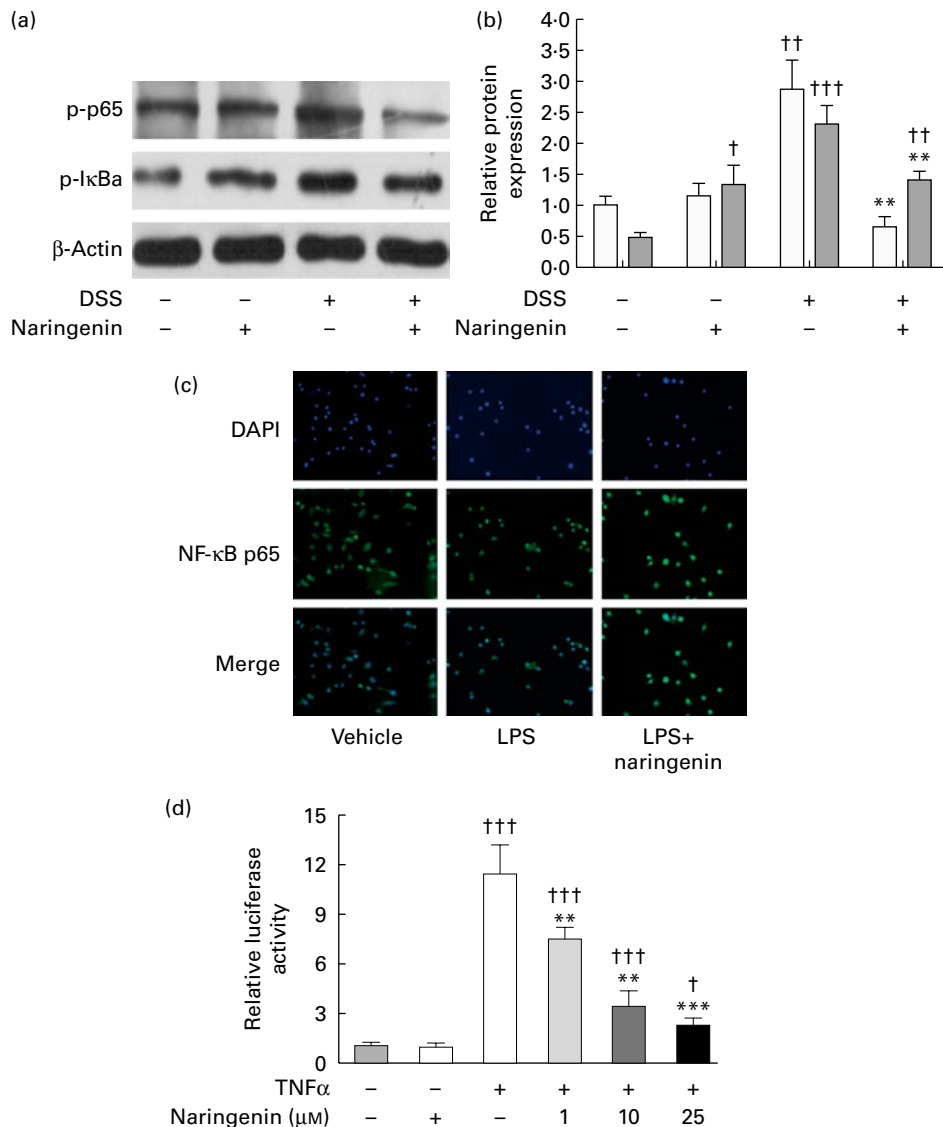 (a)
p-p65
p-IκBa
β-Actin
DSS – – + +
Naringenin – + – +
(b)
Relative protein
expression
4·0
3·5
3·0
2·5
2·0
1·5
1·0
0·5
0·0
†
††
†††
**
††
**
DSS – – + +
Naringenin – + – +
(c)
DAPI
NF-κB p65
Merge
Vehicle LPS LPS+
naringenin
(d)
Relative luciferase
activity
15
12
9
6
3
0
†††
†††
**
†††
**
†
***
TNFα – – + + + +
Naringenin (μM) – + – 1 10 25